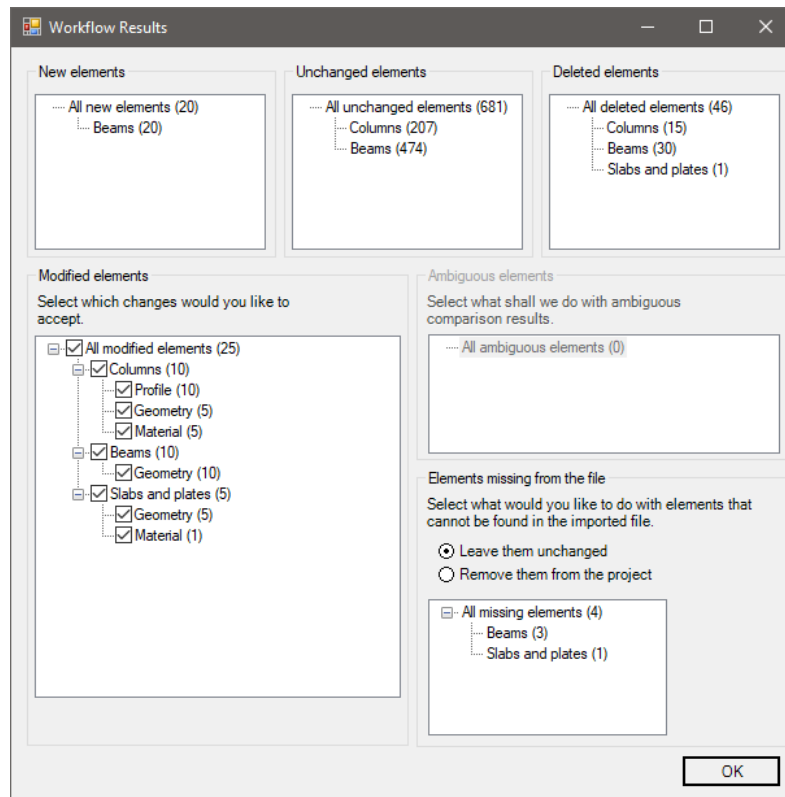 Workflow Results
New elements
All new elements (20)
Beams (20)
Unchanged elements
All unchanged elements (681)
Columns (207)
Beams (474)
Deleted elements
All deleted elements (46)
Columns (15)
Beams (30)
Slabs and plates (1)
Modified elements
Select which changes would you like to
accept.
All modified elements (25)
Columns (10)
Profile (10)
Geometry (5)
Material (5)
Beams (10)
Geometry (10)
Slabs and plates (5)
Geometry (5)
Material (1)
Ambiguous elements
Select what shall we do with ambiguous
comparison results.
All ambiguous elements (0)
Elements missing from the file
Select what would you like to do with elements that
cannot be found in the imported file.
Leave them unchanged
Remove them from the project
All missing elements (4)
Beams (3)
Slabs and plates (1)
OK